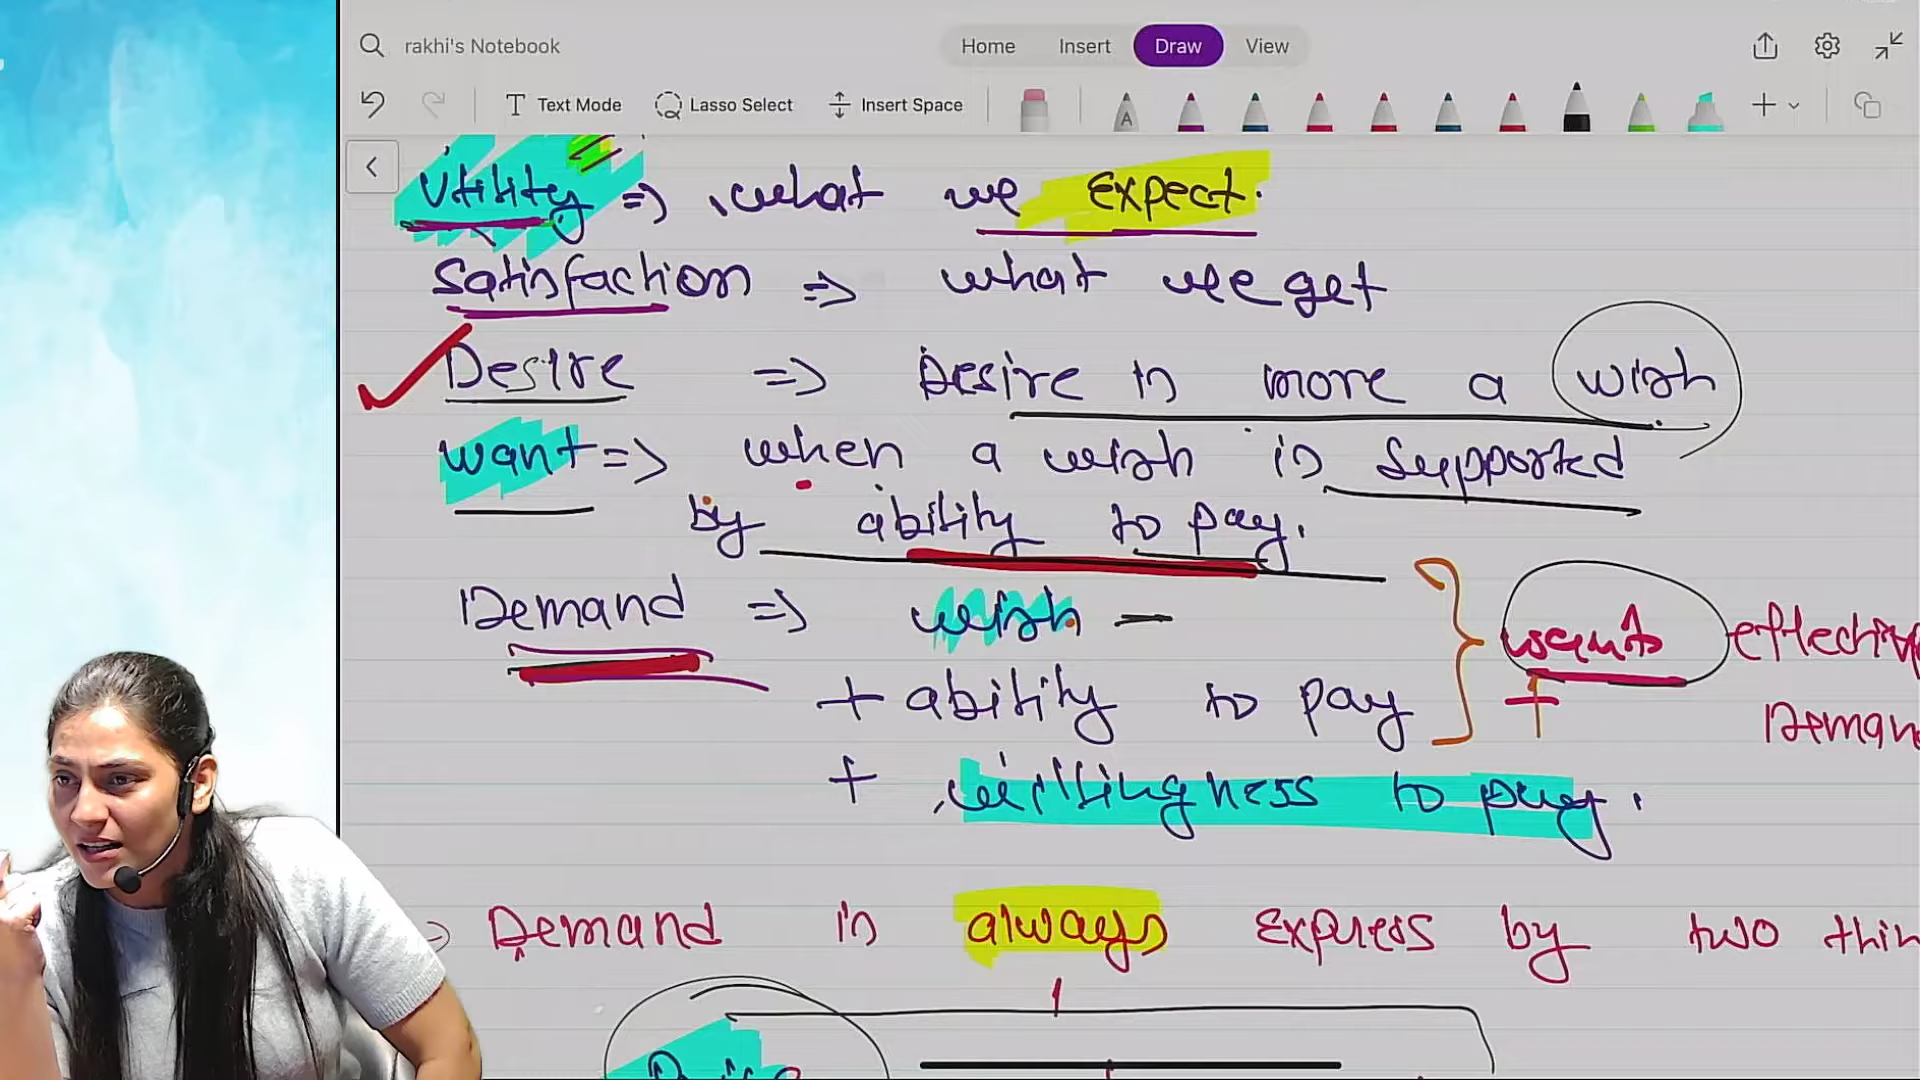 rakhi's Notebook
Home Insert Draw View
Text Mode Lasso Select Insert Space
Utility => what we Expect.
Satisfaction => what we get
Desire => Desire is more a wish
want => when a wish is supported
by ability to pay.
Demand => wish -
wants effective
+ ability to pay
+ Deman
+ willingness to pay.
=> Demand is always express by two thin
Price